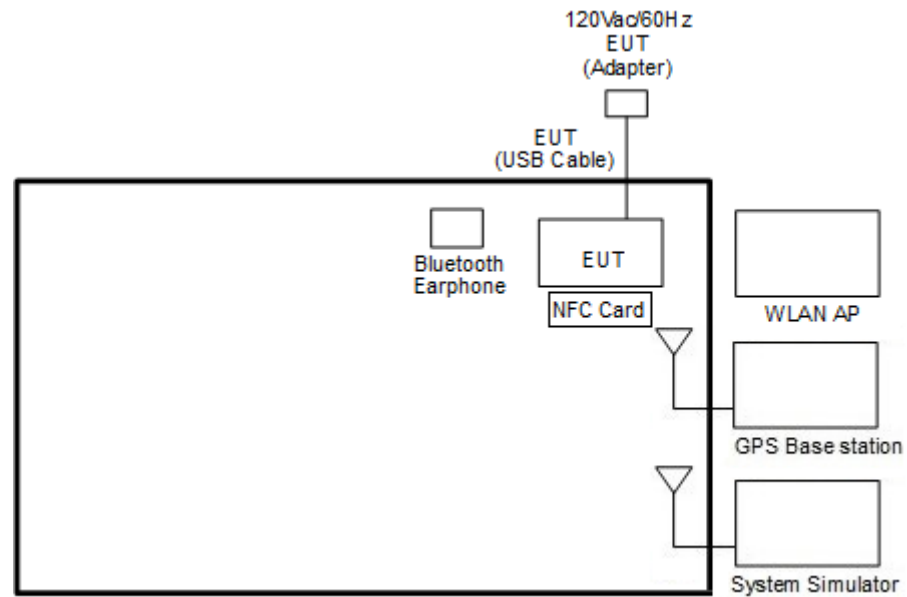 120Vac/60Hz
EUT
(Adapter)
EUT
(USB Cable)
Bluetooth
Earphone
EUT
NFC Card
WLAN AP
GPS Base station
System Simulator